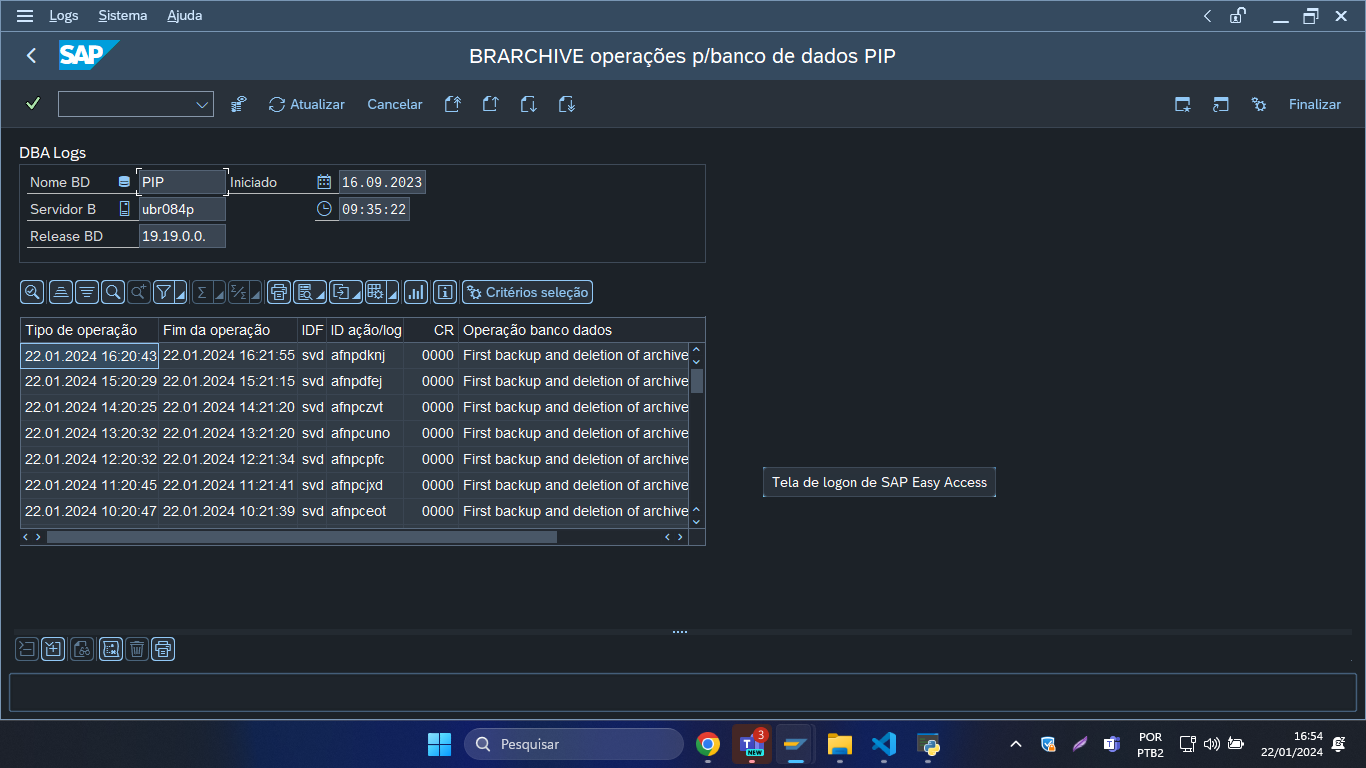 Logs Sistema Ajuda
SAP BRARCHIVE operações p/banco de dados PIP
Atualizar Cancelar Finalizar
DBA Logs
Nome BD PIP Iniciado 16.09.2023
Servidor B ubr084p 09:35:22
Release BD 19.19.0.0.
Critérios seleção
Tipo de operação Fim da operação IDF ID ação/log CR Operação banco dados
22.01.2024 16:20:43 22.01.2024 16:21:55 svd afnpdknj 0000 First backup and deletion of archive
22.01.2024 15:20:29 22.01.2024 15:21:15 svd afnpdfej 0000 First backup and deletion of archive
22.01.2024 14:20:25 22.01.2024 14:21:20 svd afnpczvt 0000 First backup and deletion of archive
22.01.2024 13:20:32 22.01.2024 13:21:20 svd afnpcuno 0000 First backup and deletion of archive
22.01.2024 12:20:32 22.01.2024 12:21:34 svd afnpcpfc 0000 First backup and deletion of archive
22.01.2024 11:20:45 22.01.2024 11:21:41 svd afnpcjxd 0000 First backup and deletion of archive
Tela de logon de SAP Easy Access
22.01.2024 10:20:47 22.01.2024 10:21:39 svd afnpceot 0000 First backup and deletion of archive
Pesquisar
3
NEW
POR
PTB2
16:54
22/01/2024